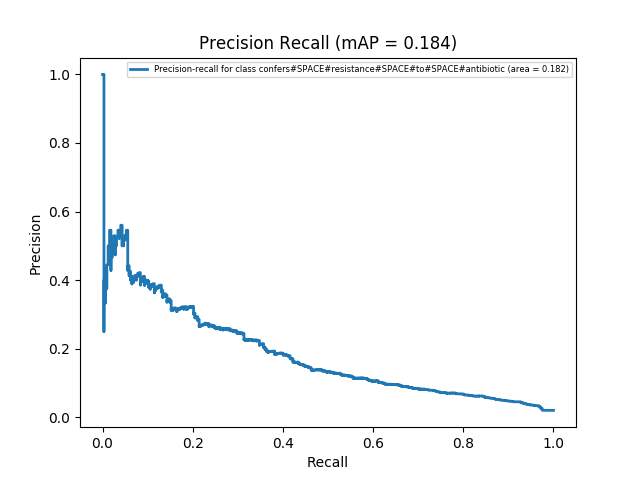 Precision Recall (mAP = 0.184)
Precision-recall for class confers#SPACE#resistance#SPACE#to#SPACE#antibiotic (area = 0.182)
1.0
0.8
0.6
0.4
0.2
0.0
Precision
0.0 0.2 0.4 0.6 0.8 1.0
Recall